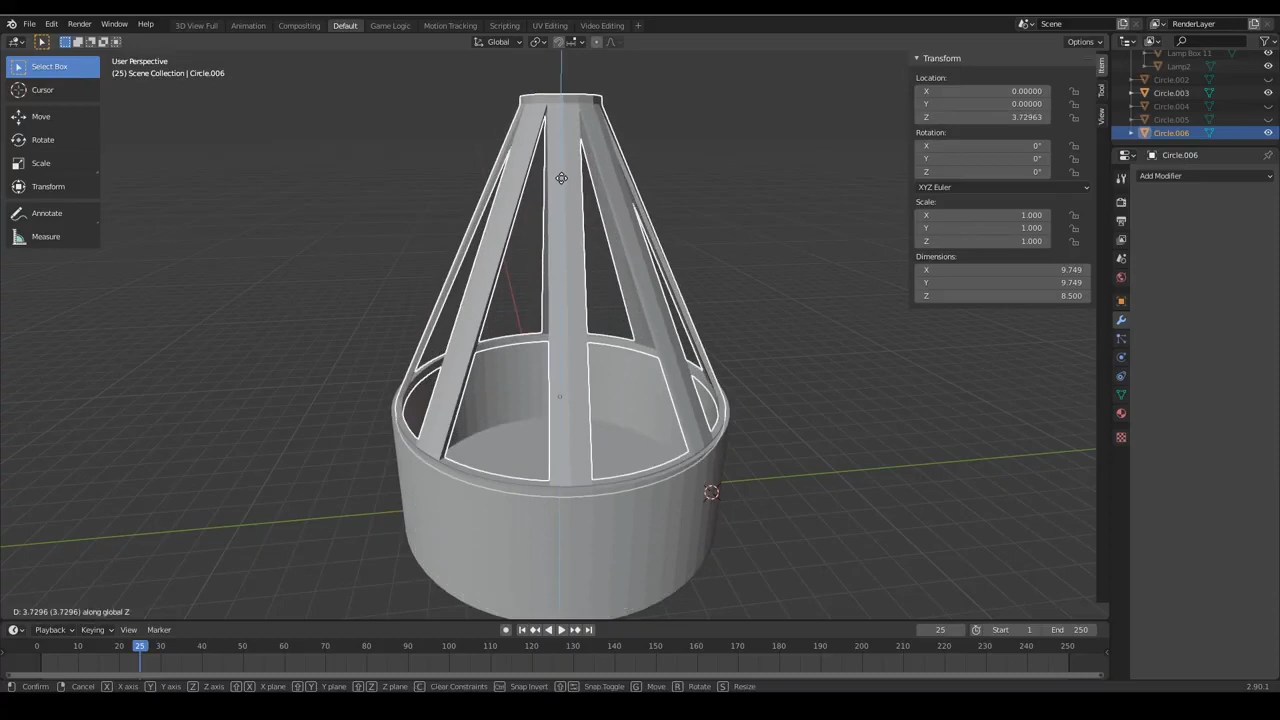 File Edit Render Window Help 3D View Full Animation Compositing Default Game Logic Motion Tracking Scripting UV Editing Video Editing + Scene RenderLayer
Global Options
Select Box
Cursor
Move
Rotate
Scale
Transform
Annotate
Measure
User Perspective
(25) Scene Collection | Circle.006
Transform
Location:
X 0.00000
Y 0.00000
Z 3.72963
Rotation:
X 0°
Y 0°
Z 0°
XYZ Euler
Scale:
X 1.000
Y 1.000
Z 1.000
Dimensions:
X 9.749
Y 9.749
Z 8.500
Item
Tool
View
Lamp Box 11
Lamp2
Circle.002
Circle.003
Circle.004
Circle.005
Circle.006
Circle.006
Add Modifier
D: 3.7296 (3.7296) along global Z
Playback Keying View Marker 25 Start 1 End 250
0 10 20 25 30 40 50 60 70 80 90 100 110 120 130 140 150 160 170 180 190 200 210 220 230 240 250
Confirm Cancel X X axis Y Y axis Z Z axis X X plane Y Y plane Z Z plane C Clear Constraints Snap Invert Snap Toggle G Move R Rotate S Resize 2.90.1